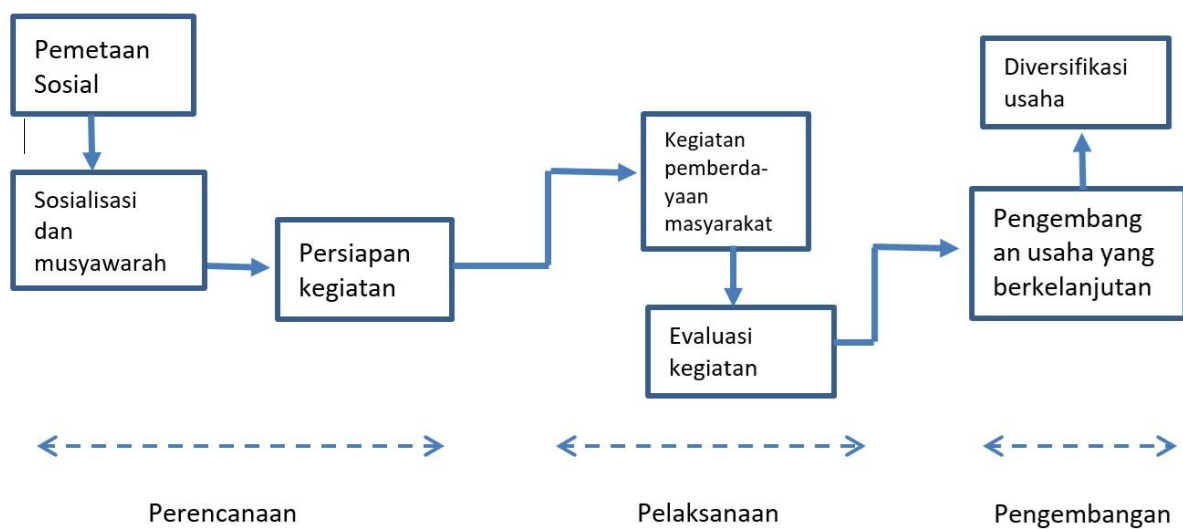 Pemetaan
Sosial
Sosialisasi
dan
musyawarah
Persiapan
kegiatan
Kegiatan
pemberda-
yaan
masyarakat
Evaluasi
kegiatan
Diversifikasi
usaha
Pengembang
an usaha yang
berkelanjutan
Perencanaan
Pelaksanaan
Pengembangan